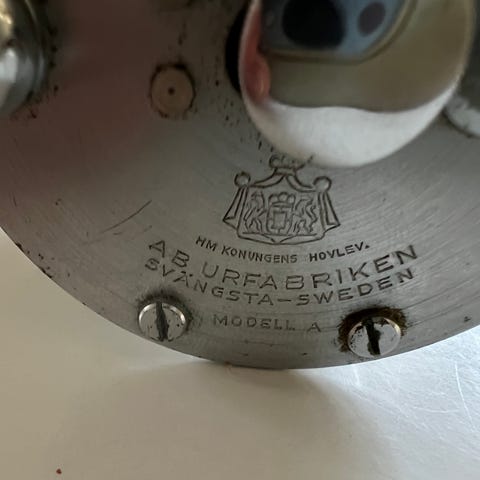 HM KONUNGENS HOVLEV.
AB. URFABRIKEN
SVÄNGSTA-SWEDEN
MODELL A